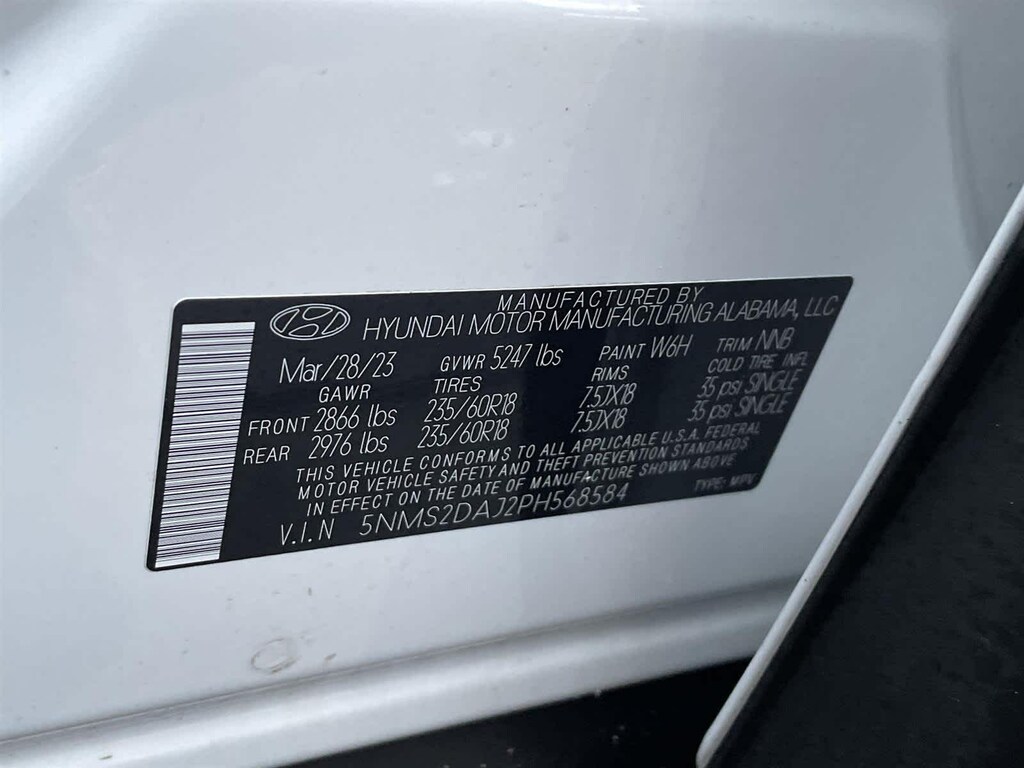 MANUFACTURED BY
HYUNDAI MOTOR MANUFACTURING ALABAMA, LLC
Mar/28/23 GVWR 5247 lbs PAINT W6H TRIM NNB
GAWR TIRES RIMS COLD TIRE INFL
FRONT 2866 lbs 235/60R18 7.5JX18 35 psi SINGLE
REAR 2976 lbs 235/60R18 7.5JX18 35 psi SINGLE
THIS VEHICLE CONFORMS TO ALL APPLICABLE U.S.A. FEDERAL
MOTOR VEHICLE SAFETY AND THEFT PREVENTION STANDARDS
IN EFFECT ON THE DATE OF MANUFACTURE SHOWN ABOVE
V.I.N 5NMS2DAJ2PH568584 TYPE: MPV